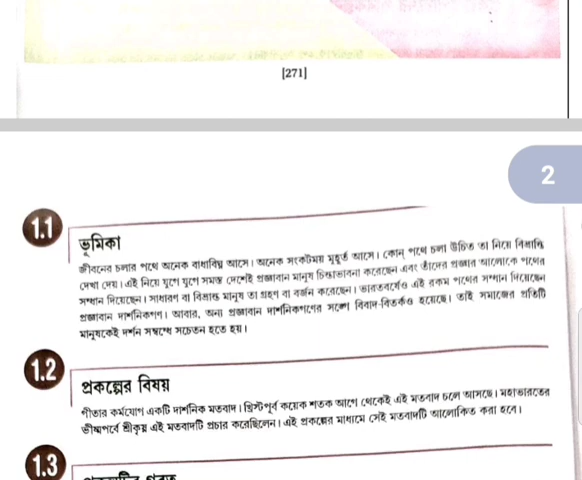 [271]
2
1.1
ভূমিকা
জীবনের চলার পথে অনেক বাধাবিঘ্ন আসে। অনেক সংকটময় মুহূর্ত আসে। কোন্ পথে চলা উচিত তা নিয়ে বিভ্রান্তি
দেখা দেয়। এই নিয়ে যুগে যুগে সমস্ত দেশেই প্রজ্ঞাবান মানুষ চিন্তাভাবনা করেছেন এবং তাঁদের প্রজ্ঞার আলোকে পথের
সন্ধান দিয়েছেন। সাধারণ বা বিভ্রান্ত মানুষ তা গ্রহণ বা বর্জন করেছেন। ভারতবর্ষেও এই রকম পথের সন্ধান দিয়েছেন
প্রজ্ঞাবান দার্শনিকগণ। আবার, অন্য প্রজ্ঞাবান দার্শনিকগণের সঙ্গে বিবাদ-বিতর্কও হয়েছে। তাই সমাজের প্রতিটি
মানুষকেই দর্শন সম্বন্ধে সচেতন হতে হয়।
1.2
প্রকল্পের বিষয়
গীতার কর্মযোগ একটি দার্শনিক মতবাদ। খ্রিস্টপূর্ব কয়েক শতক আগে থেকেই এই মতবাদ চলে আসছে। মহাভারতের
ভীষ্মপর্বে শ্রীকৃষ্ণ এই মতবাদটি প্রচার করেছিলেন। এই প্রকল্পের মাধ্যমে সেই মতবাদটি আলোকিত করা হবে।
1.3